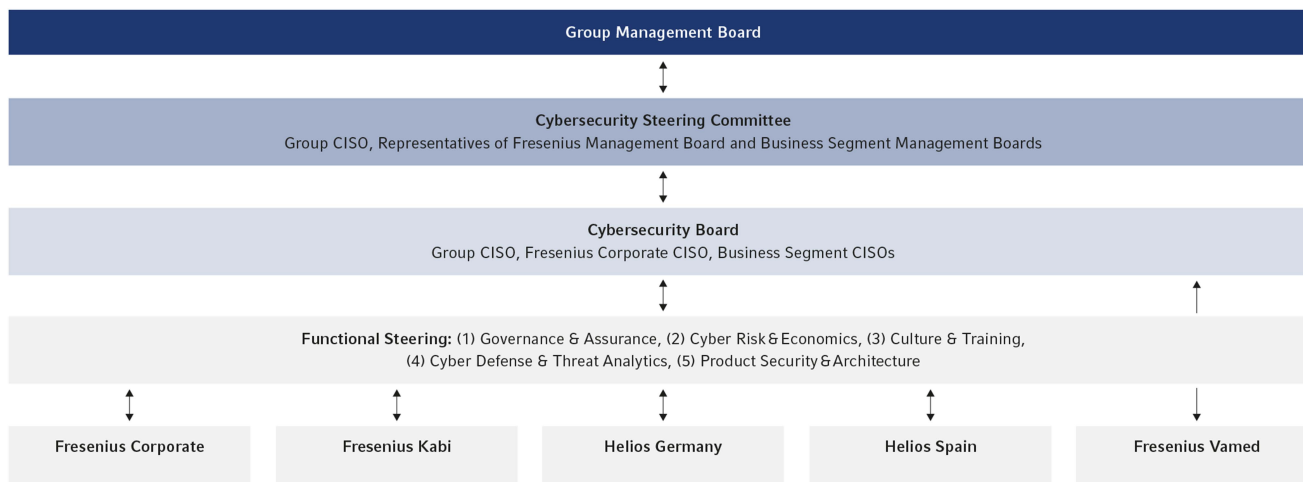 Group Management Board
Cybersecurity Steering Committee
Group CISO, Representatives of Fresenius Management Board and Business Segment Management Boards
Cybersecurity Board
Group CISO, Fresenius Corporate CISO, Business Segment CISOs
Functional Steering: (1) Governance & Assurance, (2) Cyber Risk & Economics, (3) Culture & Training,
(4) Cyber Defense & Threat Analytics, (5) Product Security & Architecture
Fresenius Corporate
Fresenius Kabi
Helios Germany
Helios Spain
Fresenius Vamed